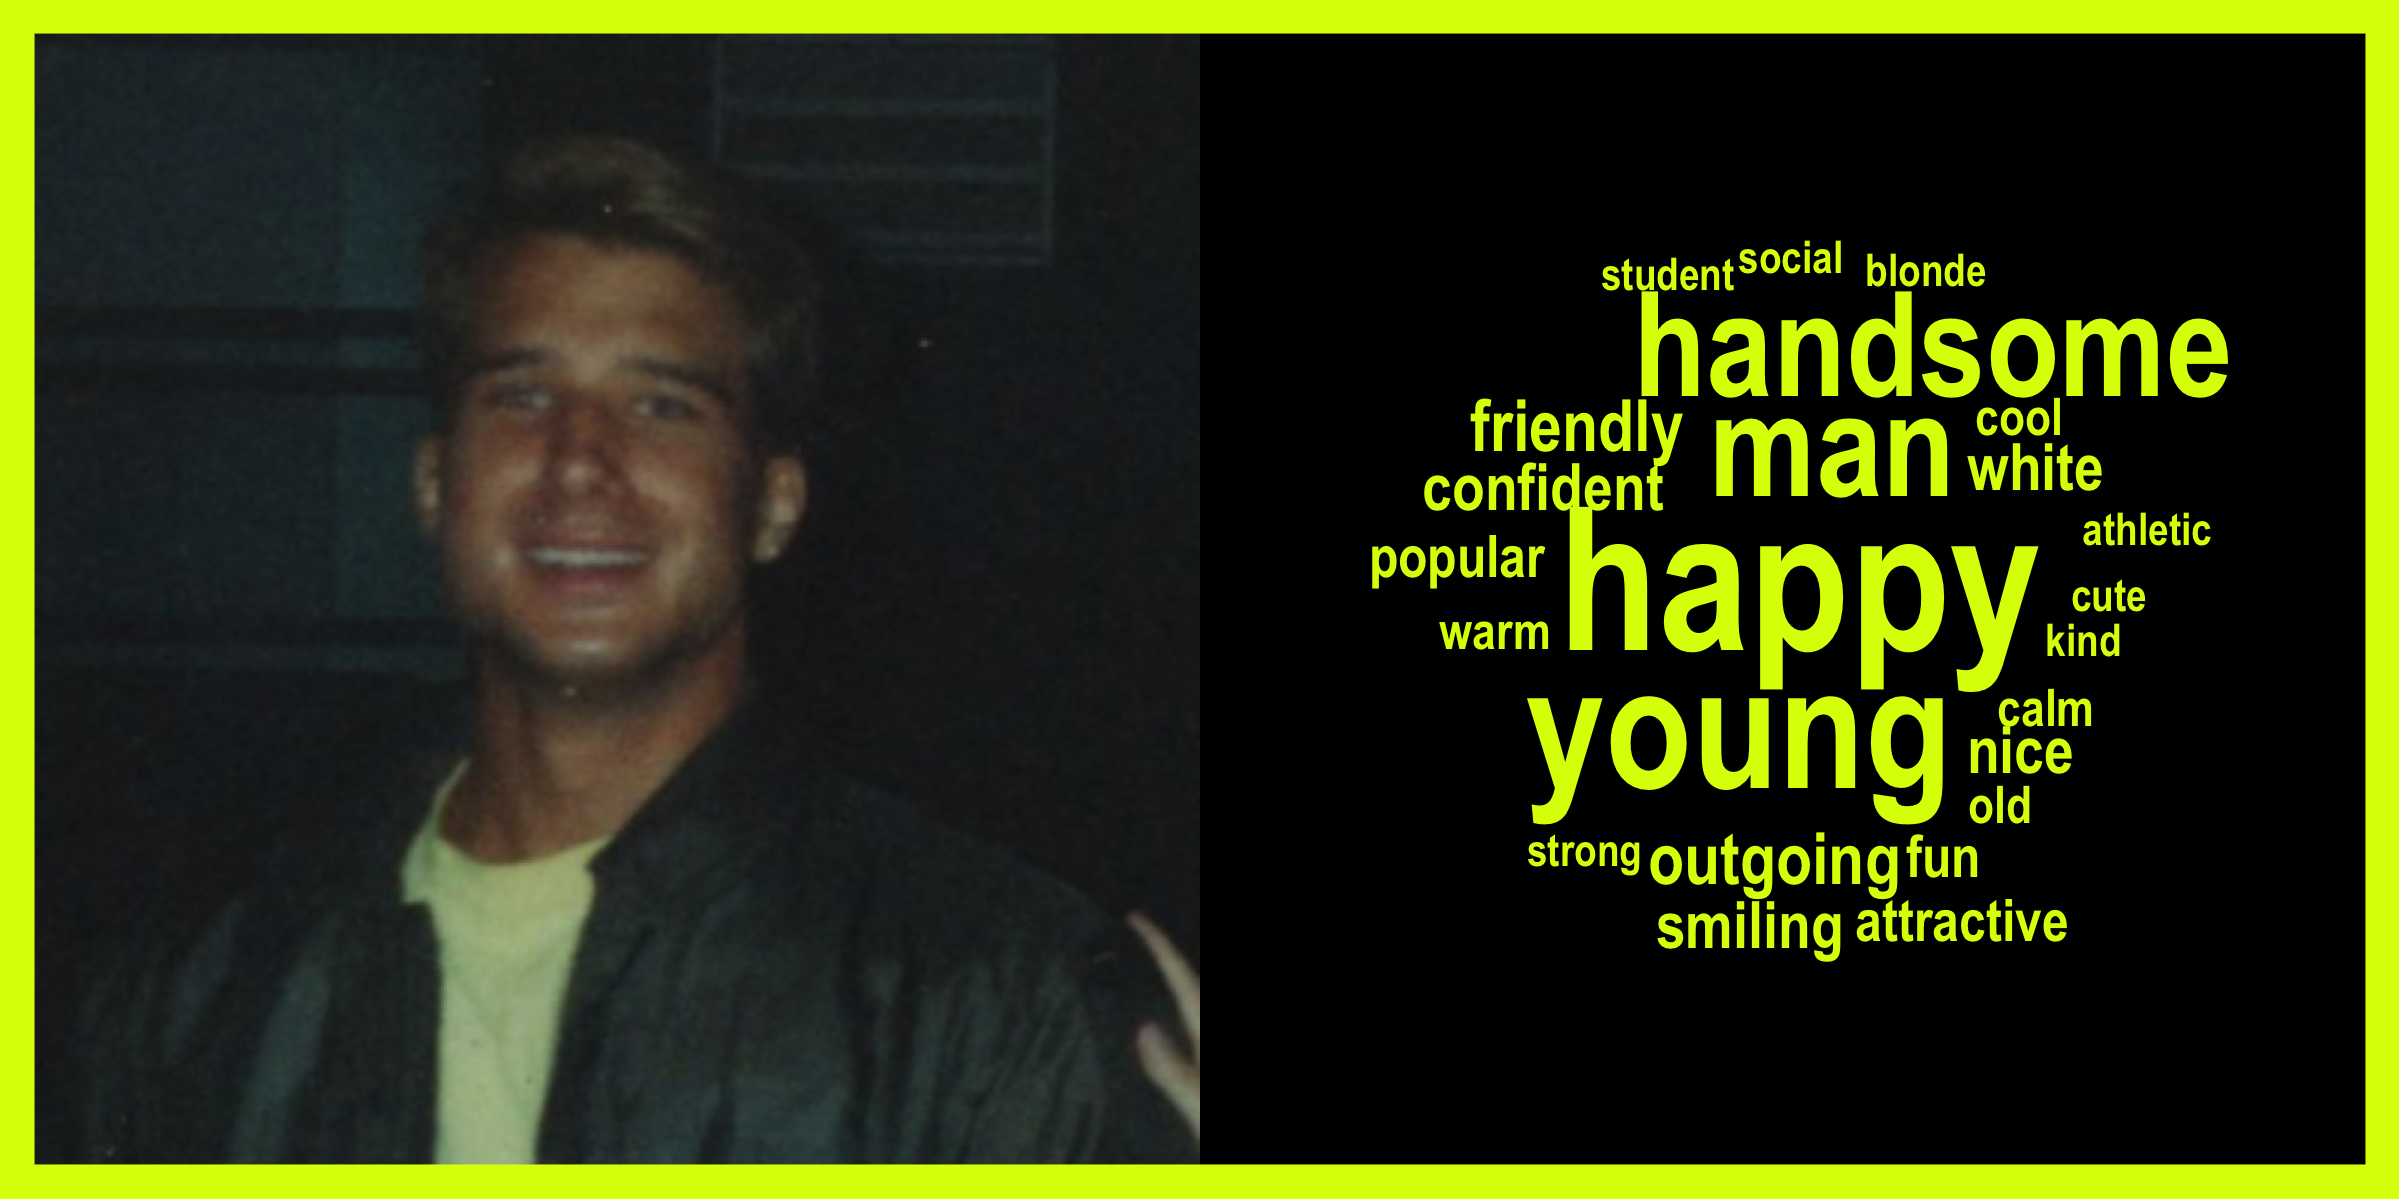 student social blonde
handsome
friendly man cool
confident white
popular happy athletic
cute
warm kind
young calm
nice
old
strong outgoing fun
smiling attractive